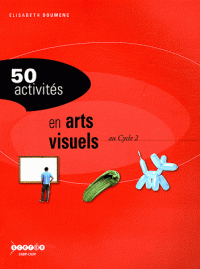 ELISABETH DOUMENC
50
activités
en arts
visuels
au Cycle 2